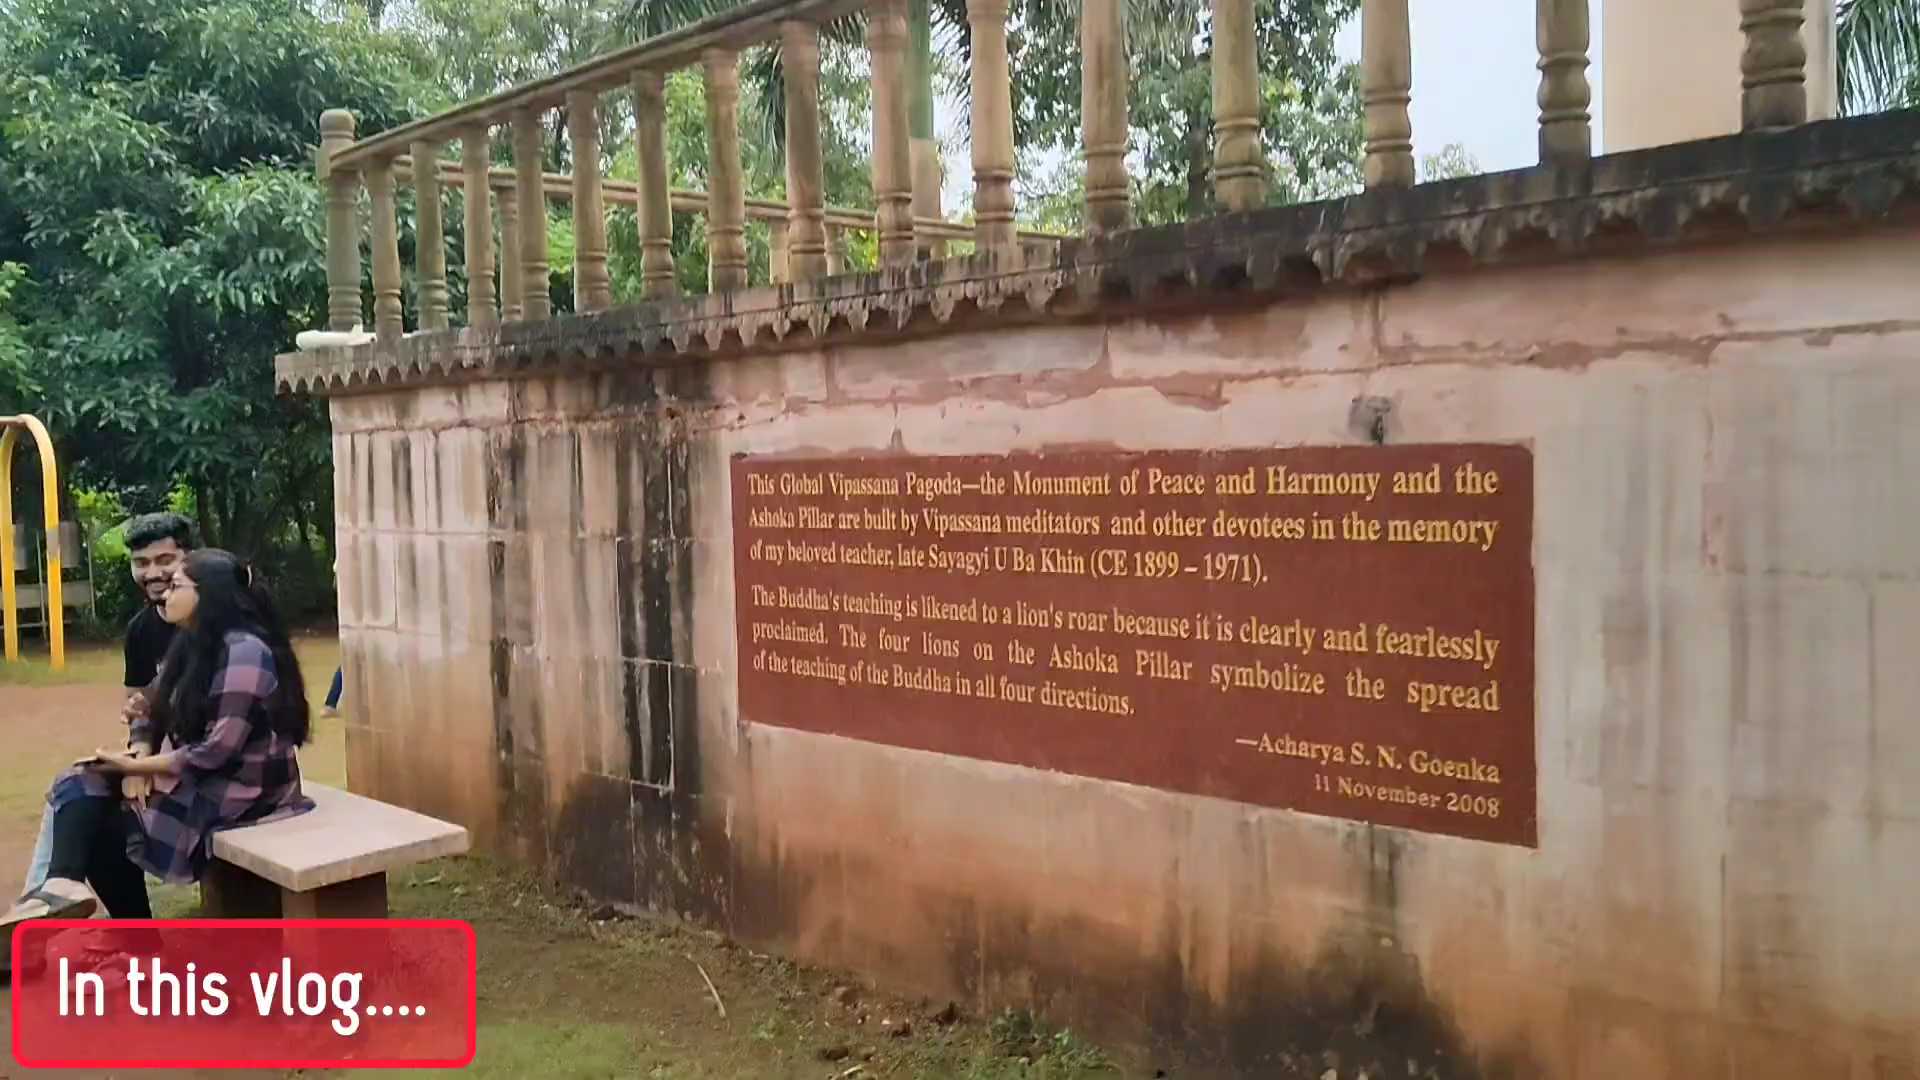 This Global Vipassana Pagoda—the Monument of Peace and Harmony and the
Ashoka Pillar are built by Vipassana meditators and other devotees in the memory
of my beloved teacher, late Sayagyi U Ba Khin (CE 1899 – 1971).
The Buddha's teaching is likened to a lion's roar because it is clearly and fearlessly
proclaimed. The four lions on the Ashoka Pillar symbolize the spread
of the teaching of the Buddha in all four directions.
—Acharya S. N. Goenka
11 November 2008
In this vlog....